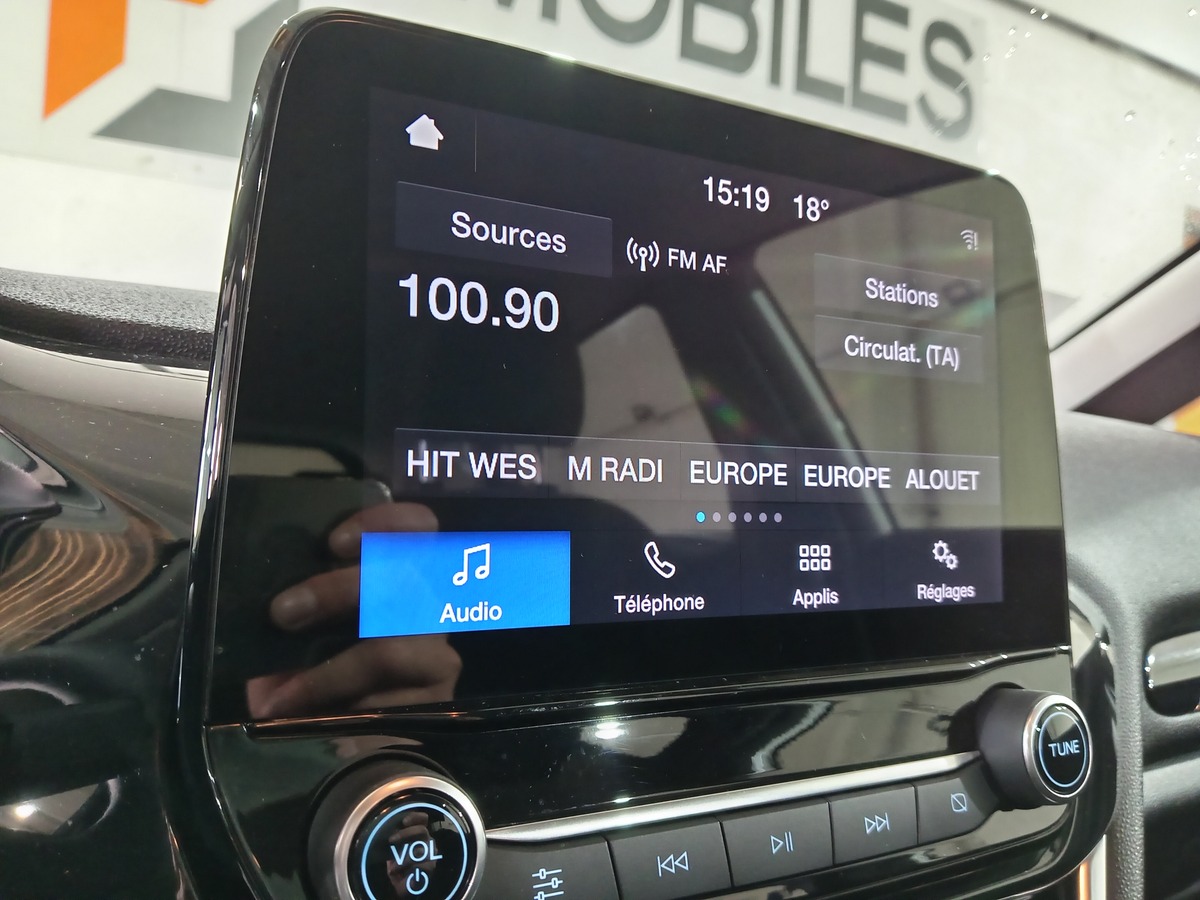 MOBILES
15:19 18°
Sources
FM AF
100.90
Stations
Circulat. (TA)
HIT WES M RADI EUROPE EUROPE ALOUET
Audio Téléphone Applis Réglages
TUNE
VOL